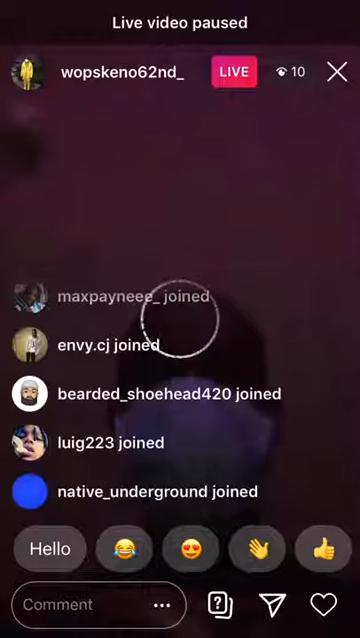 Live video paused
wopskeno62nd_ LIVE 10
maxpayneee_ joined
envy.cj joined
bearded_shoehead420 joined
luig223 joined
native_underground joined
Hello 😂 😍 👋 👍
Comment